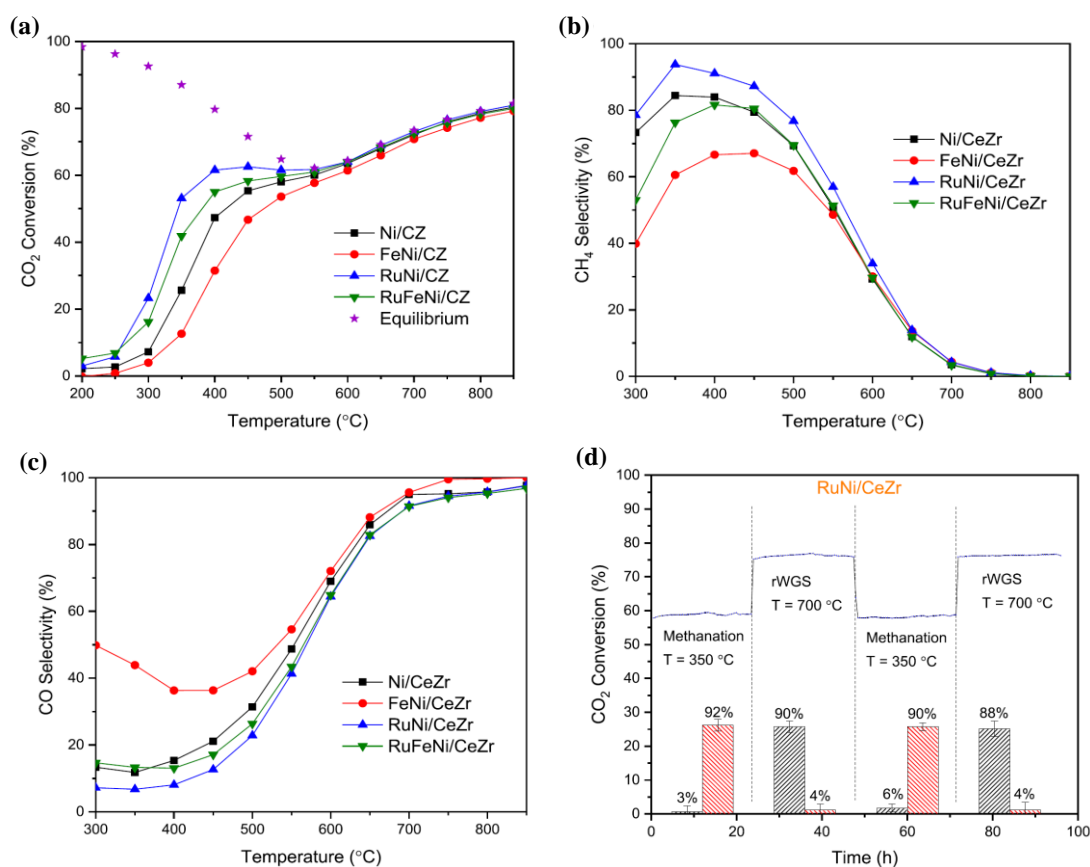 (a)
100
80
60
40
20
0
CO₂ Conversion (%)
Ni/CZ
FeNi/CZ
RuNi/CZ
RuFeNi/CZ
Equilibrium
200 300 400 500 600 700 800
Temperature (°C)
(b)
100
80
60
40
20
0
CH₄ Selectivity (%)
Ni/CeZr
FeNi/CeZr
RuNi/CeZr
RuFeNi/CeZr
300 400 500 600 700 800
Temperature (°C)
(c)
100
80
60
40
20
0
CO Selectivity (%)
Ni/CeZr
FeNi/CeZr
RuNi/CeZr
RuFeNi/CeZr
300 400 500 600 700 800
Temperature (°C)
(d)
100
90
80
70
60
50
40
30
20
10
0
CO₂ Conversion (%)
RuNi/CeZr
Methanation
T = 350 °C
rWGS
T = 700 °C
Methanation
T = 350 °C
rWGS
T = 700 °C
3% 92% 90% 4% 6% 90% 88% 4%
0 20 40 60 80 100
Time (h)